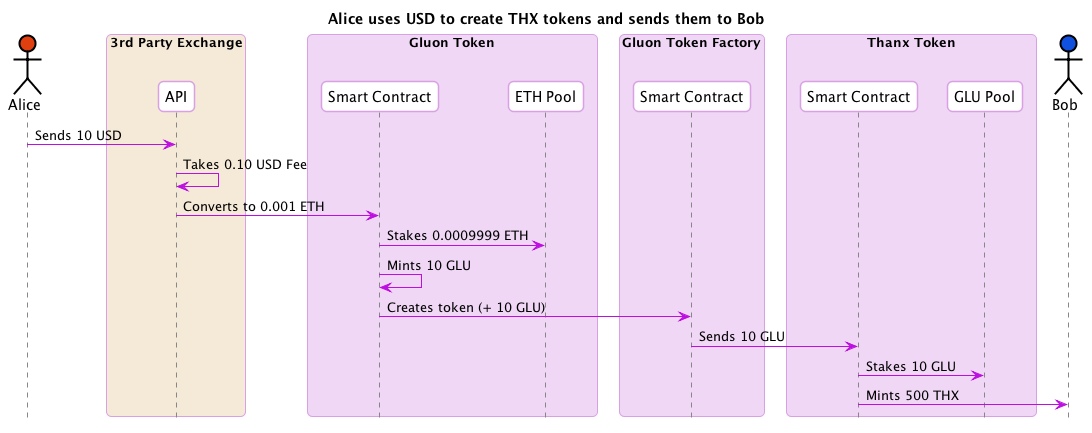 Alice uses USD to create THX tokens and sends them to Bob
3rd Party Exchange
Gluon Token
Gluon Token Factory
Thanx Token
Alice
API
Smart Contract
ETH Pool
Smart Contract
Smart Contract
GLU Pool
Bob
Sends 10 USD
Takes 0.10 USD Fee
Converts to 0.001 ETH
Stakes 0.0009999 ETH
Mints 10 GLU
Creates token (+ 10 GLU)
Sends 10 GLU
Stakes 10 GLU
Mints 500 THX